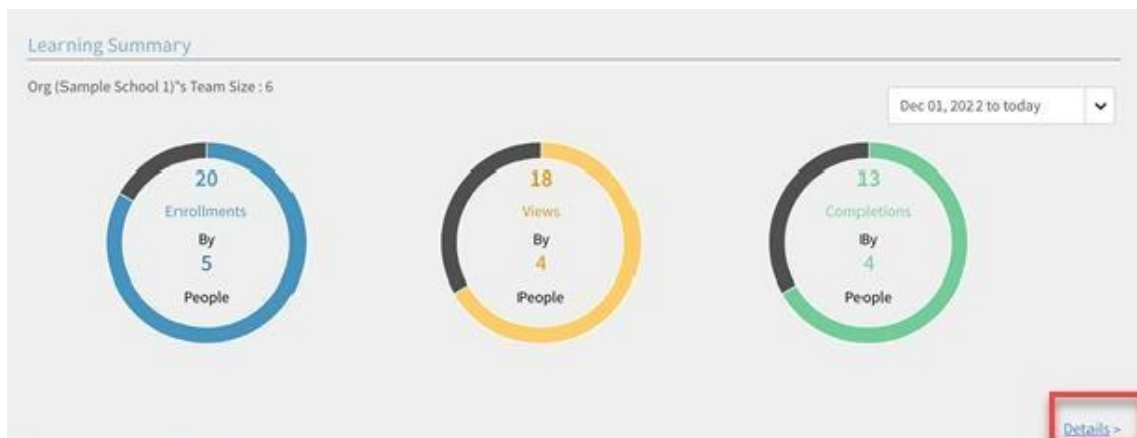 Learning Summary
Org (Sample School 1)"s Team Size : 6
Dec 01, 2022 to today
20
Enrollments
By
5
People
18
Views
By
4
People
13
Completions
By
4
People
Details >